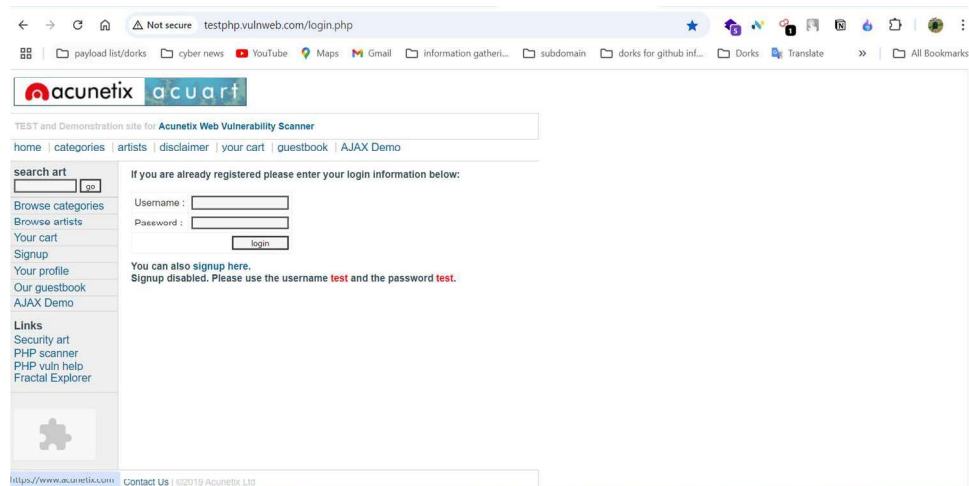 Not secure testphp.vulnweb.com/login.php
payload list/dorks cyber news YouTube Maps Gmail information gatheri... subdomain dorks for github inf... Dorks Translate » All Bookmarks
acunetix acuart
TEST and Demonstration site for Acunetix Web Vulnerability Scanner
home | categories | artists | disclaimer | your cart | guestbook | AJAX Demo
search art
go
Browse categories
Browse artists
Your cart
Signup
Your profile
Our guestbook
AJAX Demo
Links
Security art
PHP scanner
PHP vuln help
Fractal Explorer
If you are already registered please enter your login information below:
Username :
Password :
login
You can also signup here.
Signup disabled. Please use the username test and the password test.
https://www.acunetix.com Contact Us | ©2019 Acunetix Ltd